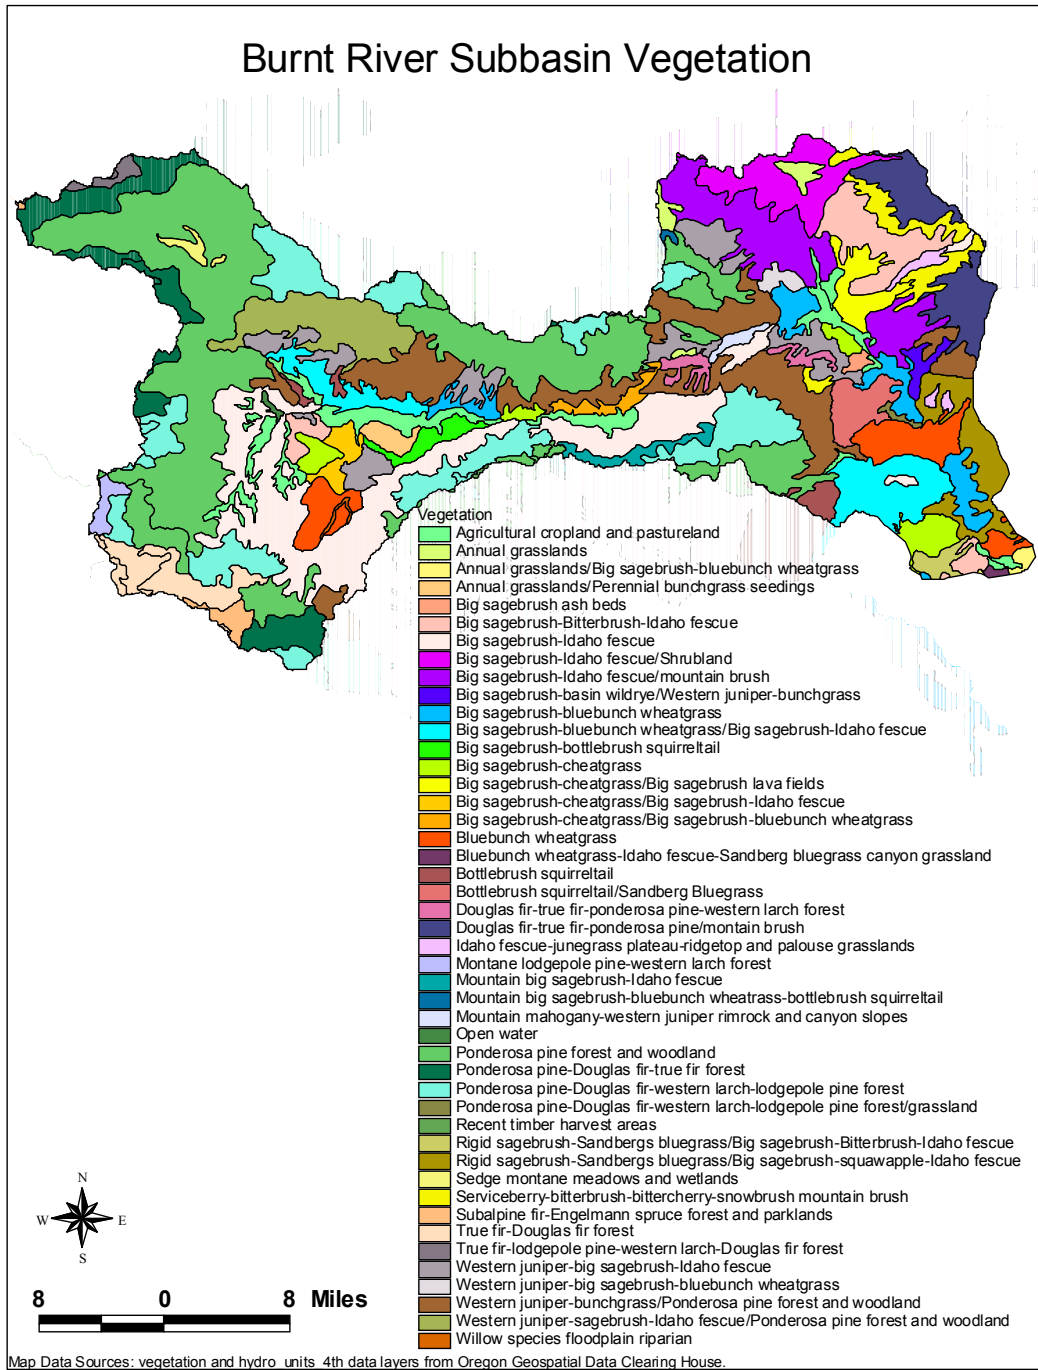 Burnt River Subbasin Vegetation
Vegetation
Agricultural cropland and pastureland
Annual grasslands
Annual grasslands/Big sagebrush-bluebunch wheatgrass
Annual grasslands/Perennial bunchgrass seedings
Big sagebrush ash beds
Big sagebrush-Bitterbrush-Idaho fescue
Big sagebrush-Idaho fescue
Big sagebrush-Idaho fescue/Shrubland
Big sagebrush-Idaho fescue/mountain brush
Big sagebrush-basin wildrye/Western juniper-bunchgrass
Big sagebrush-bluebunch wheatgrass
Big sagebrush-bluebunch wheatgrass/Big sagebrush-Idaho fescue
Big sagebrush-bottlebrush squirreltail
Big sagebrush-cheatgrass
Big sagebrush-cheatgrass/Big sagebrush lava fields
Big sagebrush-cheatgrass/Big sagebrush-Idaho fescue
Big sagebrush-cheatgrass/Big sagebrush-bluebunch wheatgrass
Bluebunch wheatgrass
Bluebunch wheatgrass-Idaho fescue-Sandberg bluegrass canyon grassland
Bottlebrush squirreltail
Bottlebrush squirreltail/Sandberg Bluegrass
Douglas fir-true fir-ponderosa pine-western larch forest
Douglas fir-true fir-ponderosa pine/montain brush
Idaho fescue-junegrass plateau-ridgetop and palouse grasslands
Montane lodgepole pine-western larch forest
Mountain big sagebrush-Idaho fescue
Mountain big sagebrush-bluebunch wheatrass-bottlebrush squirreltail
Mountain mahogany-western juniper rimrock and canyon slopes
Open water
Ponderosa pine forest and woodland
Ponderosa pine-Douglas fir-true fir forest
Ponderosa pine-Douglas fir-western larch-lodgepole pine forest
Ponderosa pine-Douglas fir-western larch-lodgepole pine forest/grassland
Recent timber harvest areas
Rigid sagebrush-Sandbergs bluegrass/Big sagebrush-Bitterbrush-Idaho fescue
Rigid sagebrush-Sandbergs bluegrass/Big sagebrush-squawapple-Idaho fescue
Sedge montane meadows and wetlands
Serviceberry-bitterbrush-bittercherry-snowbrush mountain brush
Subalpine fir-Engelmann spruce forest and parklands
True fir-Douglas fir forest
True fir-lodgepole pine-western larch-Douglas fir forest
Western juniper-big sagebrush-Idaho fescue
Western juniper-big sagebrush-bluebunch wheatgrass
Western juniper-bunchgrass/Ponderosa pine forest and woodland
Western juniper-sagebrush-Idaho fescue/Ponderosa pine forest and woodland
Willow species floodplain riparian
N
W E
S
8 0 8 Miles
Map Data Sources: vegetation and hydro_units_4th data layers from Oregon Geospatial Data Clearing House.